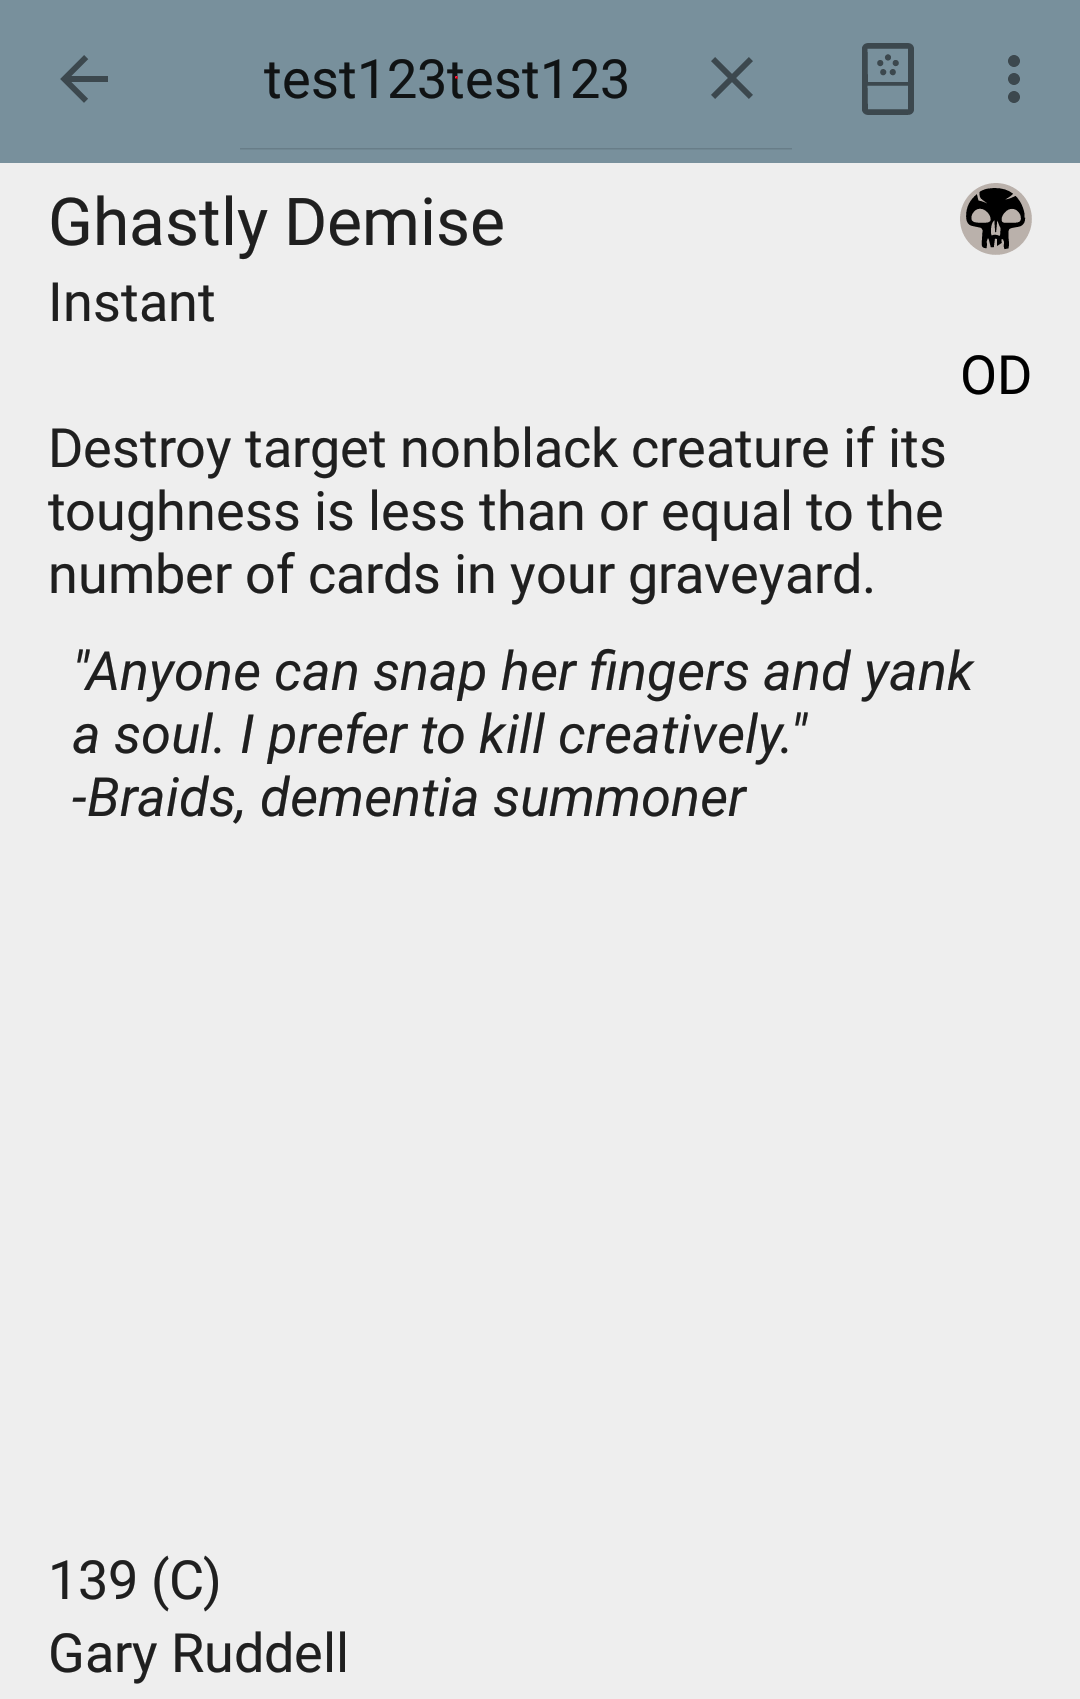 test123test123
Ghastly Demise
Instant
OD
Destroy target nonblack creature if its
toughness is less than or equal to the
number of cards in your graveyard.
"Anyone can snap her fingers and yank
a soul. I prefer to kill creatively."
-Braids, dementia summoner
139 (C)
Gary Ruddell